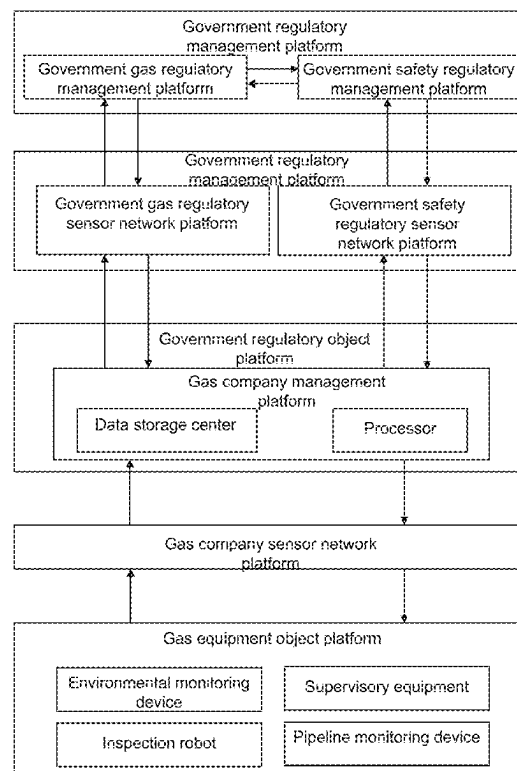 Government regulatory
management platform
Government gas regulatory
management platform
Government safety regulatory
management platform
Government regulatory
management platform
Government gas regulatory
sensor network platform
Government safety
regulatory sensor
network platform
Government regulatory object
platform
Gas company management
platform
Data storage center
Processor
Gas company sensor network
platform
Gas equipment object platform
Environmental monitoring
device
Supervisory equipment
Inspection robot
Pipeline monitoring device